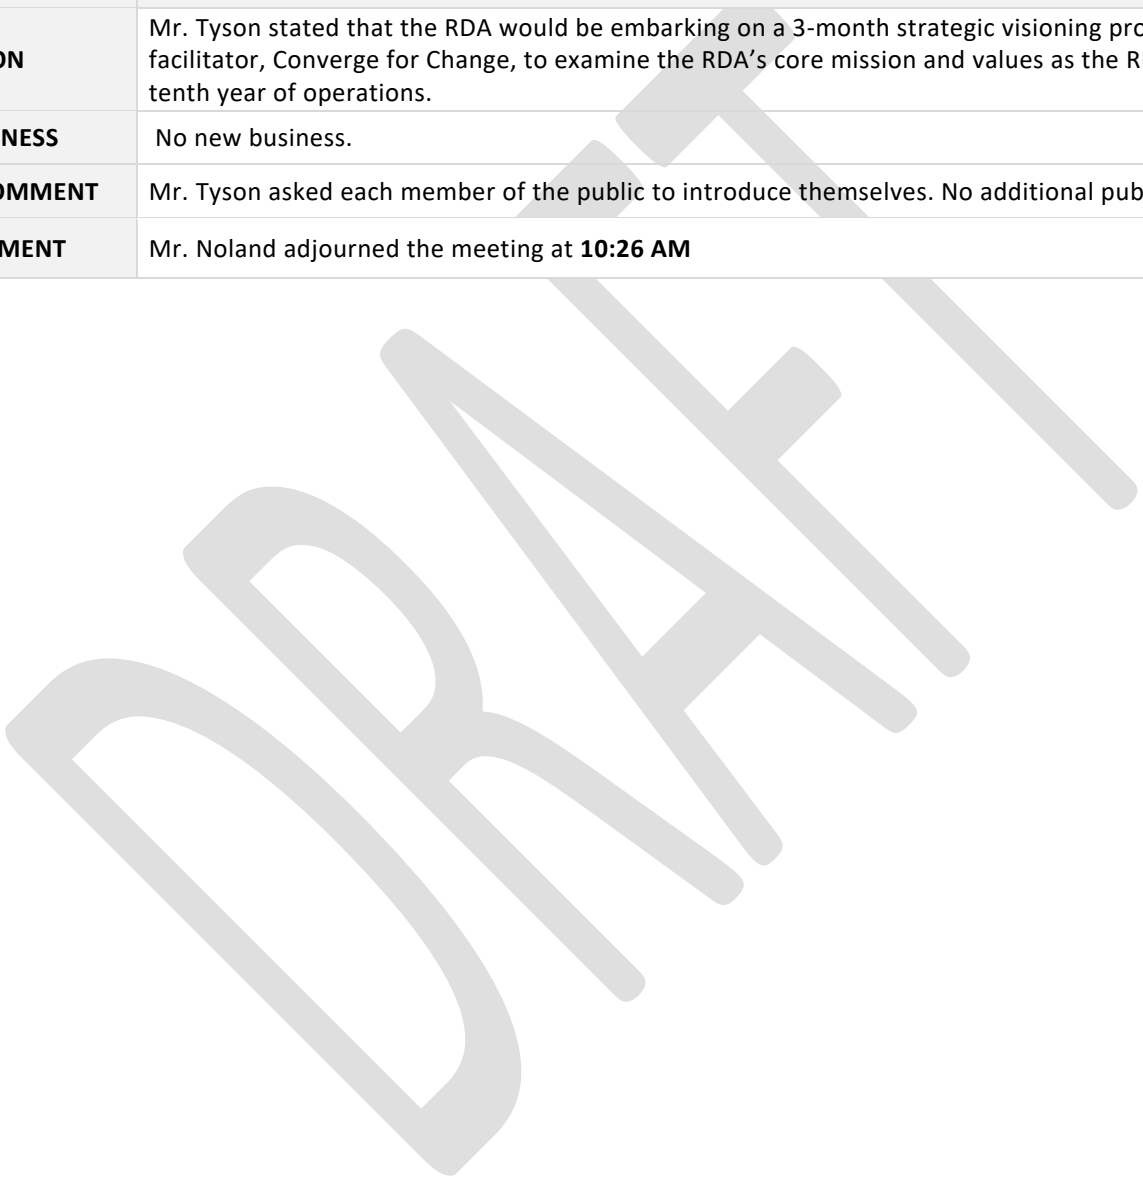 ON
Mr. Tyson stated that the RDA would be embarking on a 3-month strategic visioning pro
facilitator, Converge for Change, to examine the RDA’s core mission and values as the R
tenth year of operations.
NESS No new business.
OMMENT Mr. Tyson asked each member of the public to introduce themselves. No additional pub
MENT Mr. Noland adjourned the meeting at 10:26 AM
DRAFT